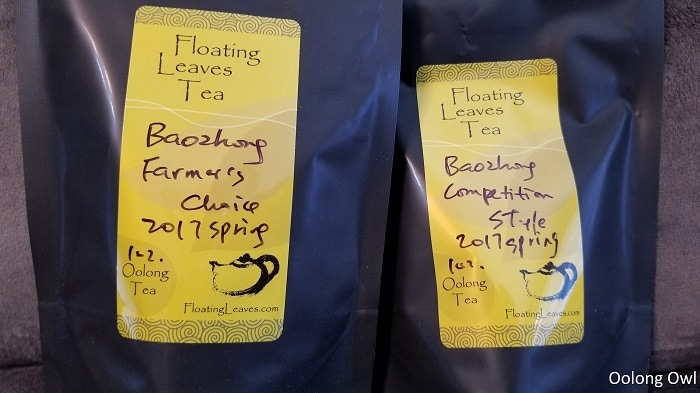 Floating
Leaves
Tea
Baozhong
Farmer's
Choice
2017 spring
1oz.
Oolong
Tea
FloatingLeaves.com
Floating
Leaves
Tea
Baozhong
Competition
Style
2017 spring
1oz.
Oolong
Tea
FloatingLeaves.com
Oolong Owl